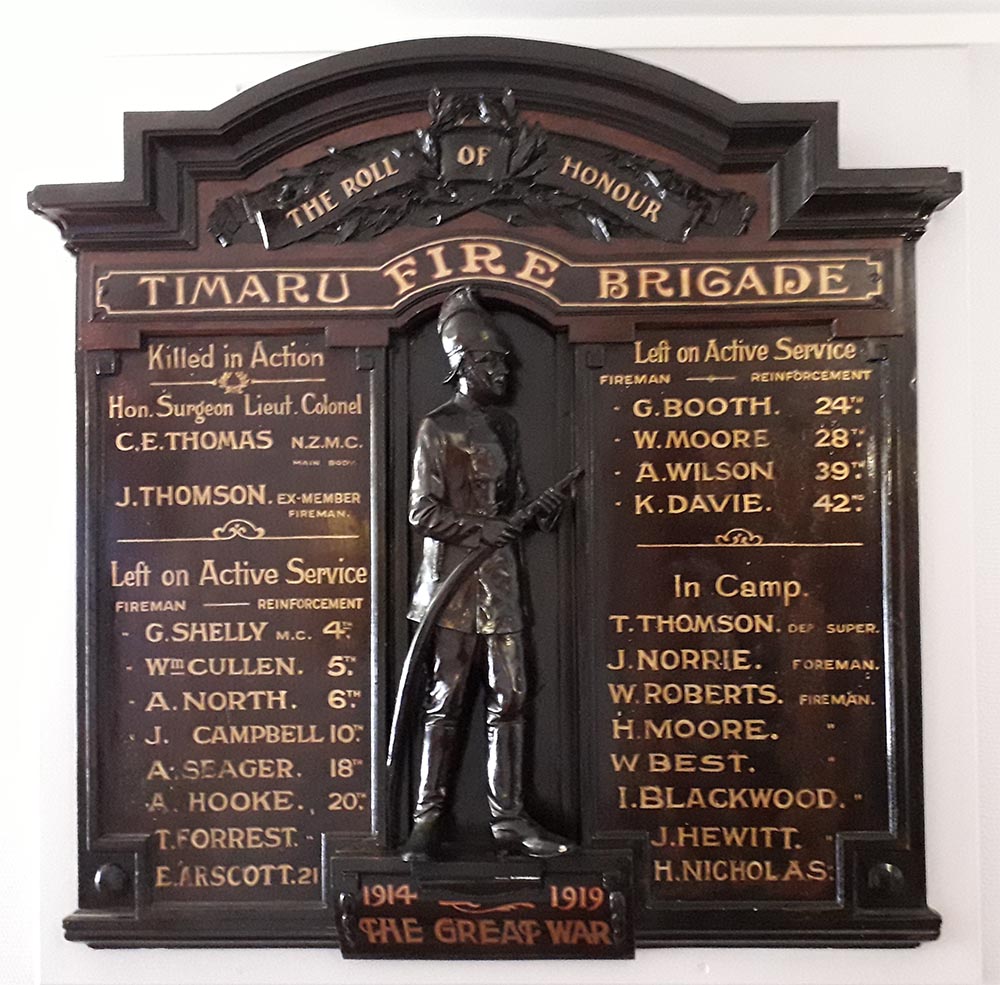 THE ROLL OF HONOUR
TIMARU FIRE BRIGADE
Killed in Action
Hon. Surgeon Lieut. Colonel
C.E. THOMAS N.Z.M.C.
MAIN BODY
J. THOMSON. EX-MEMBER
FIREMAN.
Left on Active Service
FIREMAN — REINFORCEMENT
" G. SHELLY M.C. 4TH
" Wm CULLEN. 5TH
" A. NORTH. 6TH
" J. CAMPBELL 10TH
A. SEAGER. 18TH
A. HOOKE. 20TH
T. FORREST. "
E. ARSCOTT. 21
Left on Active Service
FIREMAN — REINFORCEMENT
" G. BOOTH. 24TH
" W. MOORE 28TH
" A. WILSON 39TH
" K. DAVIE. 42ND
In Camp.
T. THOMSON. DEP SUPER.
J. NORRIE. FOREMAN.
W. ROBERTS. FIREMAN.
H. MOORE. "
W BEST. "
I. BLACKWOOD. "
J. HEWITT. "
H. NICHOLAS. "
1914 — 1919
THE GREAT WAR